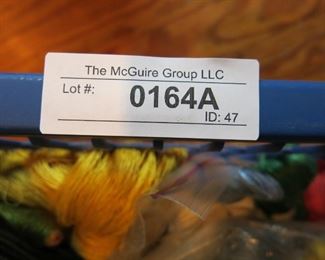 The McGuire Group LLC
Lot #: 0164A
ID: 47